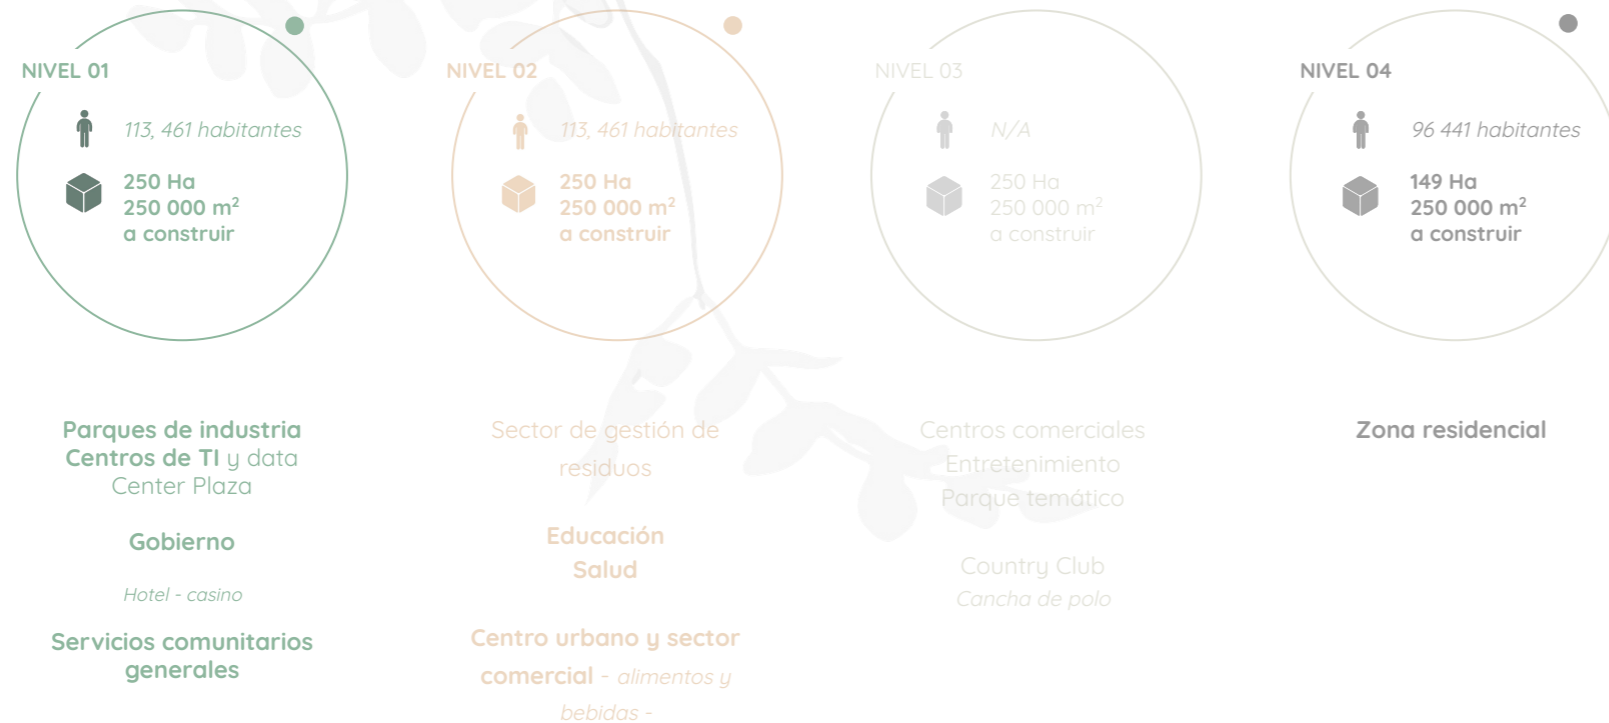 NIVEL 01
113, 461 habitantes
250 Ha
250 000 m²
a construir
Parques de industria
Centros de TI y data
Center Plaza
Gobierno
Hotel - casino
Servicios comunitarios
generales
NIVEL 02
113, 461 habitantes
250 Ha
250 000 m²
a construir
Sector de gestión de
residuos
Educación
Salud
Centro urbano y sector
comercial - alimentos y
bebidas -
NIVEL 03
N/A
250 Ha
250 000 m²
a construir
Centros comerciales
Entretenimiento
Parque temático
Country Club
Cancha de polo
NIVEL 04
96 441 habitantes
149 Ha
250 000 m²
a construir
Zona residencial